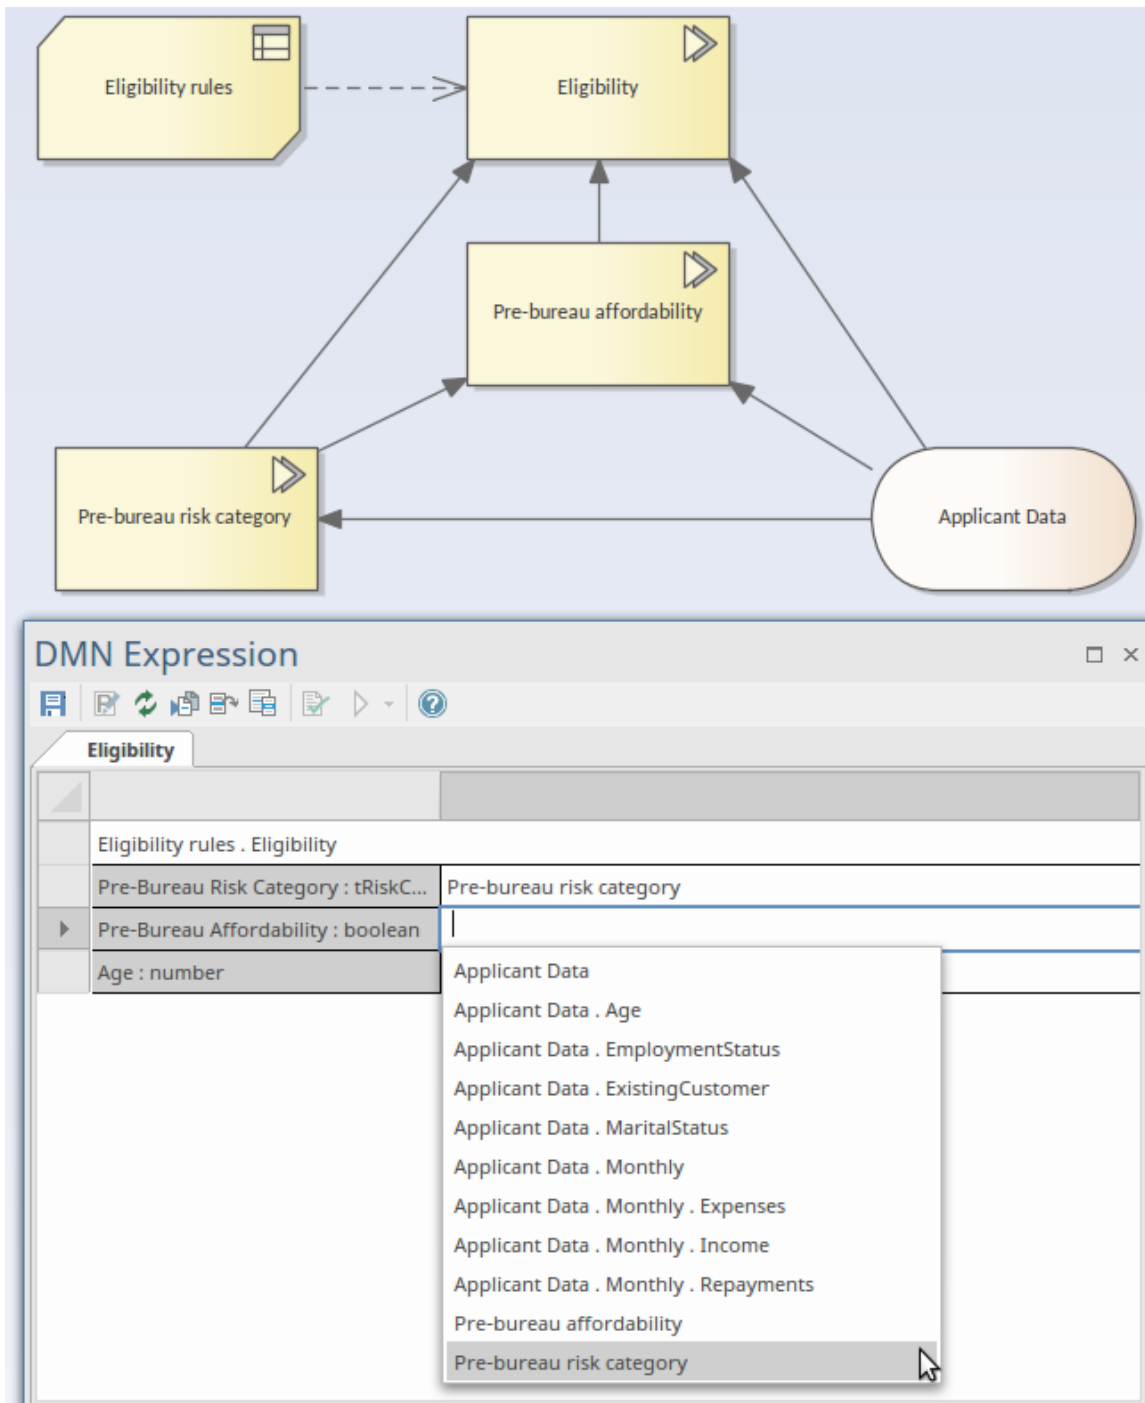 Eligibility rules
Eligibility
Pre-bureau affordability
Pre-bureau risk category
Applicant Data
DMN Expression
Eligibility
Eligibility rules . Eligibility
Pre-Bureau Risk Category : tRiskC... Pre-bureau risk category
Pre-Bureau Affordability : boolean
Age : number
Applicant Data
Applicant Data . Age
Applicant Data . EmploymentStatus
Applicant Data . ExistingCustomer
Applicant Data . MaritalStatus
Applicant Data . Monthly
Applicant Data . Monthly . Expenses
Applicant Data . Monthly . Income
Applicant Data . Monthly . Repayments
Pre-bureau affordability
Pre-bureau risk category